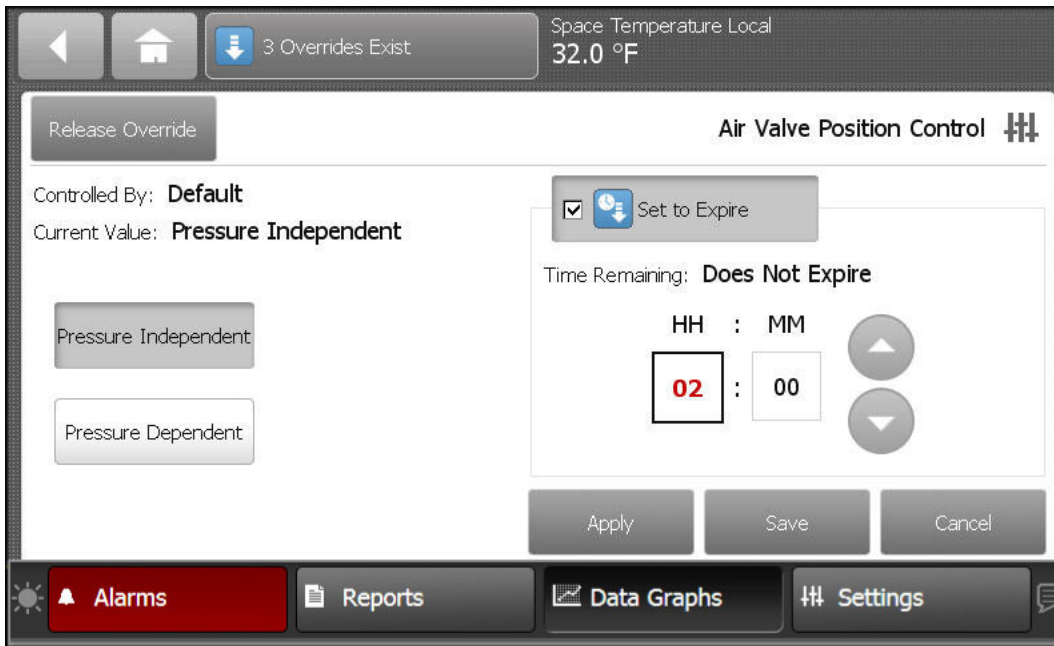 3 Overrides Exist
Space Temperature Local
32.0 °F
Release Override
Air Valve Position Control
Controlled By: Default
Current Value: Pressure Independent
Set to Expire
Time Remaining: Does Not Expire
HH : MM
02 : 00
Pressure Independent
Pressure Dependent
Apply
Save
Cancel
Alarms
Reports
Data Graphs
Settings